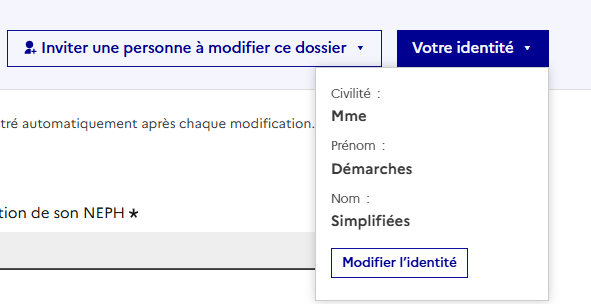 Inviter une personne à modifier ce dossier
Votre identité
Civilité :
Mme
tré automatiquement après chaque modification.
Prénom :
Démarches
Nom :
tion de son NEPH *
Simplifiées
Modifier l’identité